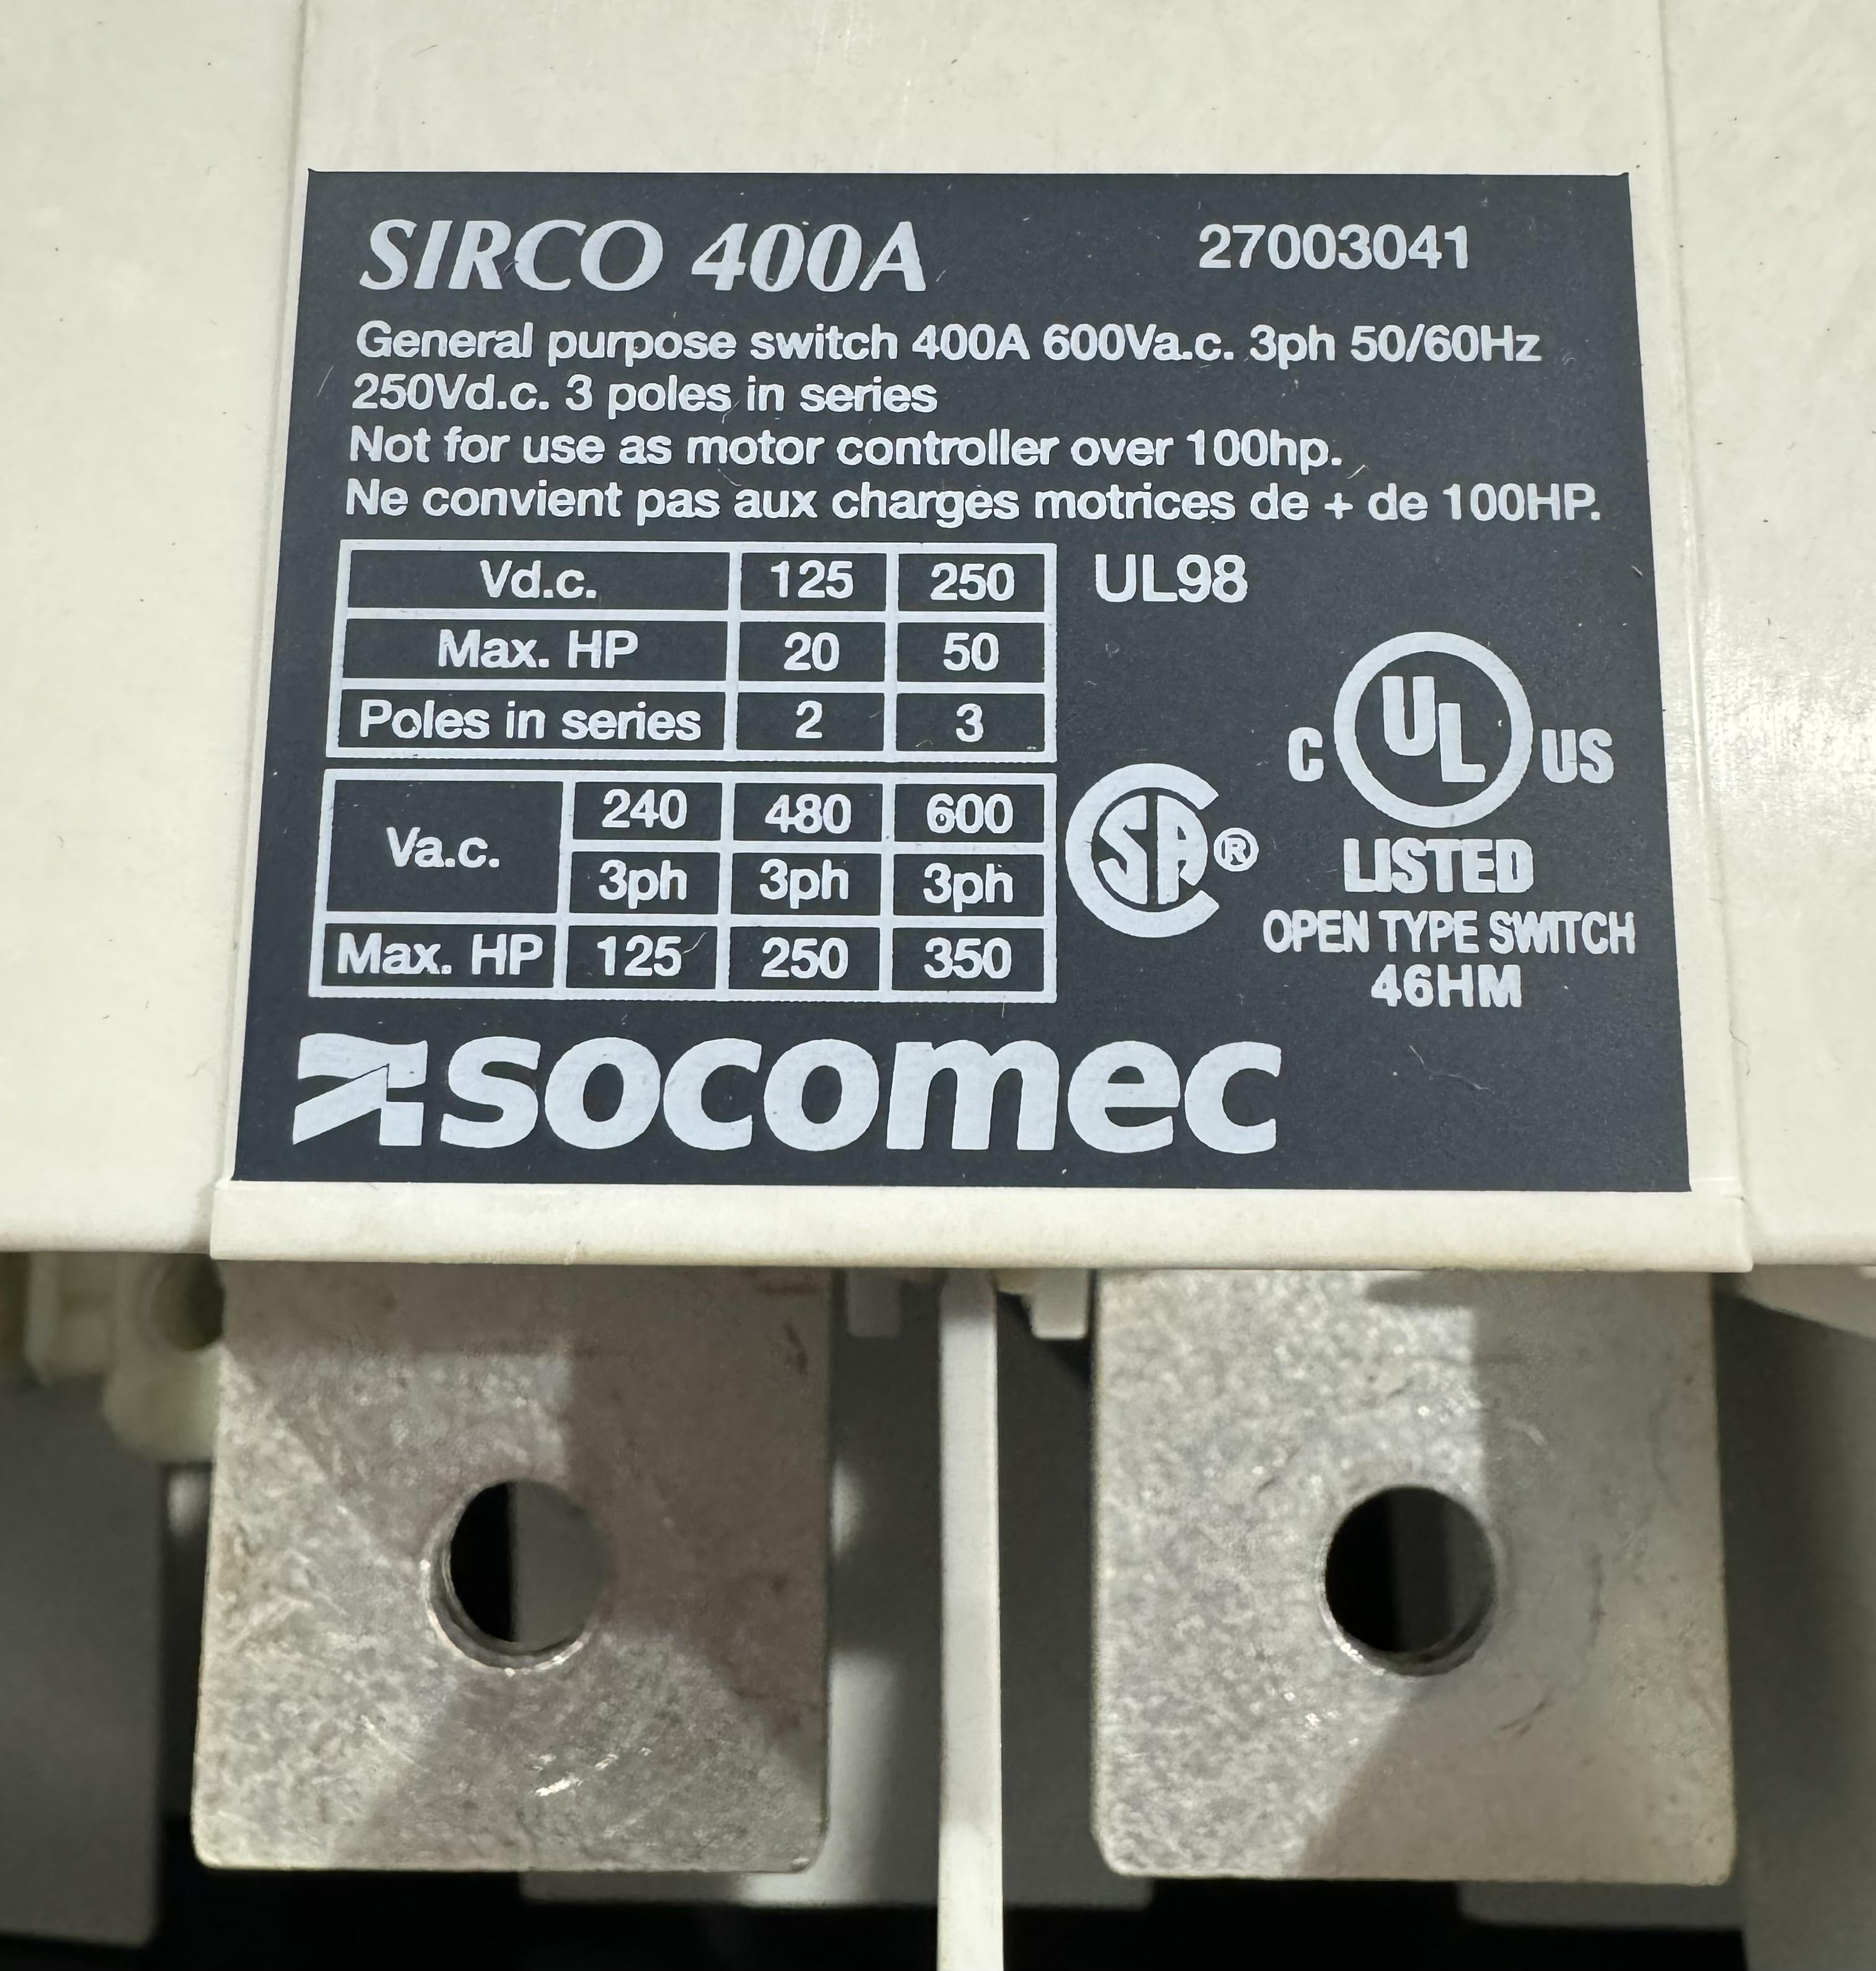 SIRCO 400A 27003041
General purpose switch 400A 600Va.c. 3ph 50/60Hz
250Vd.c. 3 poles in series
Not for use as motor controller over 100hp.
Ne convient pas aux charges motrices de + de 100HP.
Vd.c. 125 250 UL98
Max. HP 20 50
Poles in series 2 3
Va.c. 240 480 600
3ph 3ph 3ph
Max. HP 125 250 350
SA ®
C UL US
LISTED
OPEN TYPE SWITCH
46HM
socomec